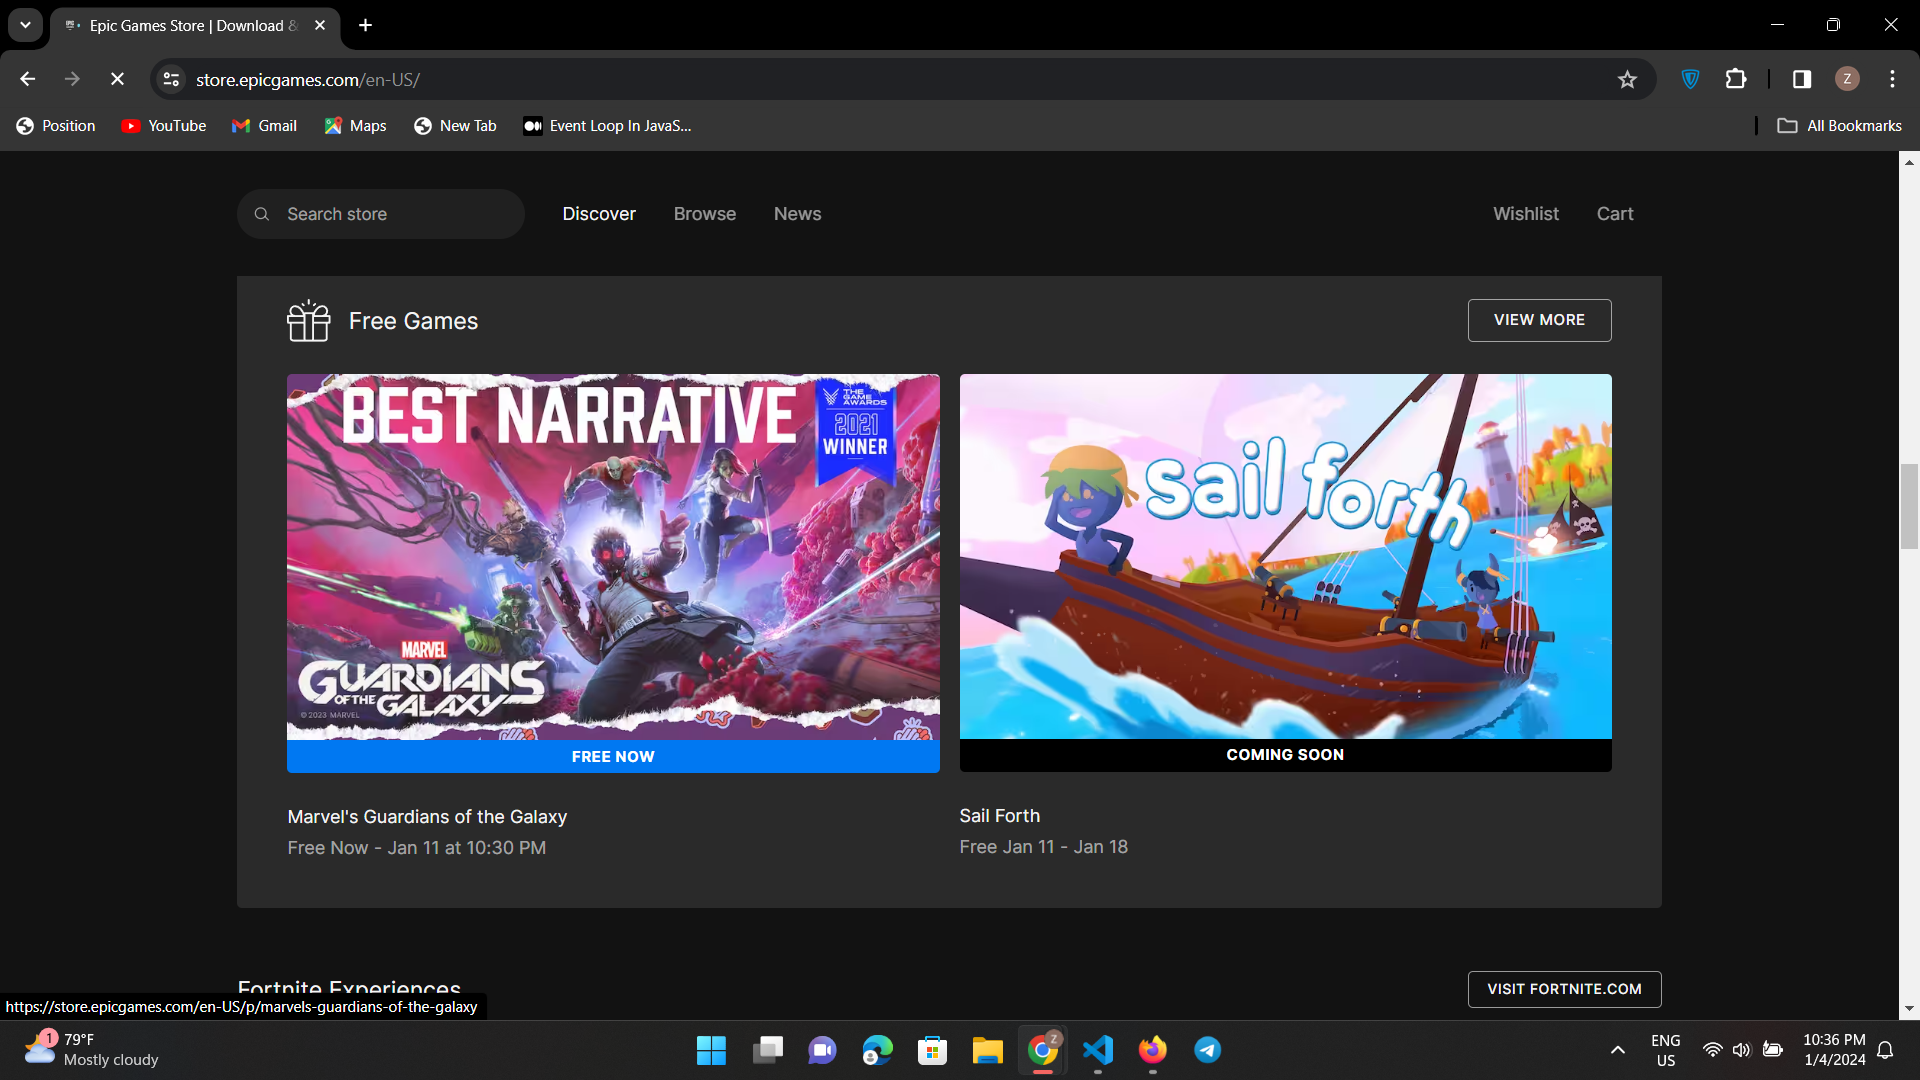 Epic Games Store | Download &
store.epicgames.com/en-US/
Z
Position
YouTube
Gmail
Maps
New Tab
Event Loop In JavaS...
All Bookmarks
Search store
Discover
Browse
News
Wishlist
Cart
Free Games
VIEW MORE
BEST NARRATIVE
THE GAME AWARDS
2021
WINNER
MARVEL
GUARDIANS
OF THE GALAXY
© 2023 MARVEL
FREE NOW
sail forth
COMING SOON
Marvel's Guardians of the Galaxy
Free Now - Jan 11 at 10:30 PM
Sail Forth
Free Jan 11 - Jan 18
Fortnite Experiences
VISIT FORTNITE.COM
https://store.epicgames.com/en-US/p/marvels-guardians-of-the-galaxy
1
79°F
Mostly cloudy
Z
ENG
US
10:36 PM
1/4/2024